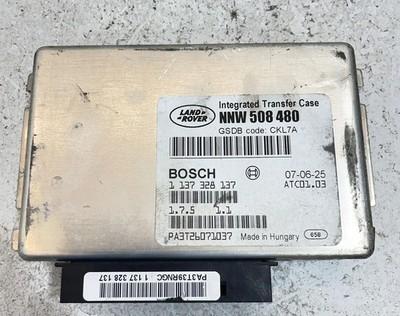 LAND
ROVER
Integrated Transfer Case
NNW 508 480
GSDB code: CKL7A
BOSCH
07-06-25
1 137 328 137
ATC01.03
1.7.5 1.1
PA3T26071037
Made in Hungary
658
PA3T39RNGC 1 137 328 137